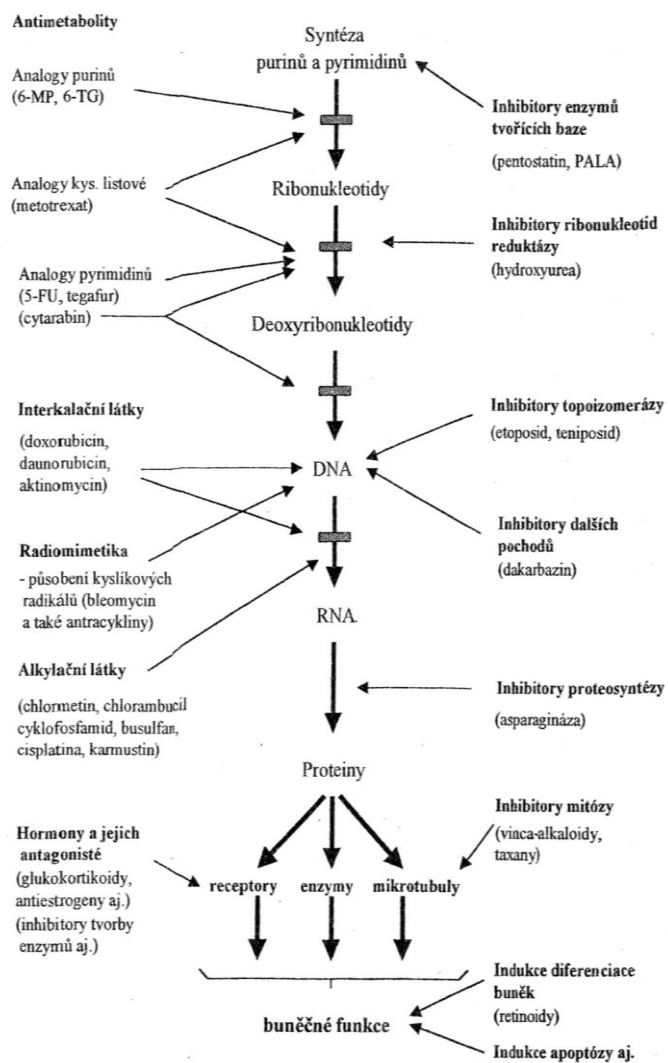 Antimetabolity
Syntéza
purinů a pyrimidinů
Analogy purinů
(6-MP, 6-TG)
Inhibitory enzymů
tvořících baze
(pentostatin, PALA)
Analogy kys. listové
(metotrexat)
Ribonukleotidy
Inhibitory ribonukleotid
reduktázy
(hydroxyurea)
Analogy pyrimidinů
(5-FU, tegafur)
(cytarabin)
Deoxyribonukleotidy
Interkalační látky
(doxorubicin,
daunorubicin,
aktinomycin)
Inhibitory topoizomerázy
(etoposid, teniposid)
DNA
Inhibitory dalších
pochodů
(dakarbazin)
Radiomimetika
- působení kyslíkových
radikálů (bleomycin
a také antracykliny)
RNA
Alkylační látky
(chlormetin, chlorambucil
cyklofosfamid, busulfan,
cisplatina, karmustin)
Inhibitory proteosyntézy
(asparagináza)
Proteiny
Inhibitory mitózy
(vinca-alkaloidy,
taxany)
Hormony a jejich
antagonisté
(glukokortikoidy,
antiestrogeny aj.)
(inhibitory tvorby
enzymů aj.)
receptory enzymy mikrotubuly
Indukce diferenciace
buněk
(retinoidy)
buněčné funkce
Indukce apoptózy aj.